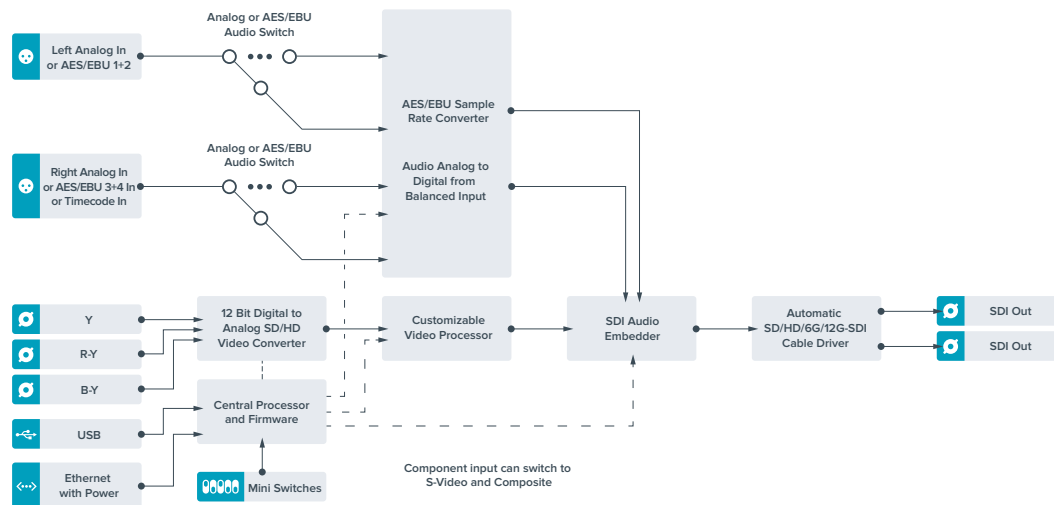 Analog or AES/EBU
Audio Switch
Left Analog In
or AES/EBU 1+2
AES/EBU Sample
Rate Converter
Analog or AES/EBU
Audio Switch
Right Analog In
or AES/EBU 3+4 In
or Timecode In
Audio Analog to
Digital from
Balanced Input
Y
R-Y
B-Y
12 Bit Digital to
Analog SD/HD
Video Converter
Customizable
Video Processor
SDI Audio
Embedder
Automatic
SD/HD/6G/12G-SDI
Cable Driver
SDI Out
SDI Out
Central Processor
and Firmware
USB
Ethernet
with Power
Mini Switches
Component input can switch to
S-Video and Composite